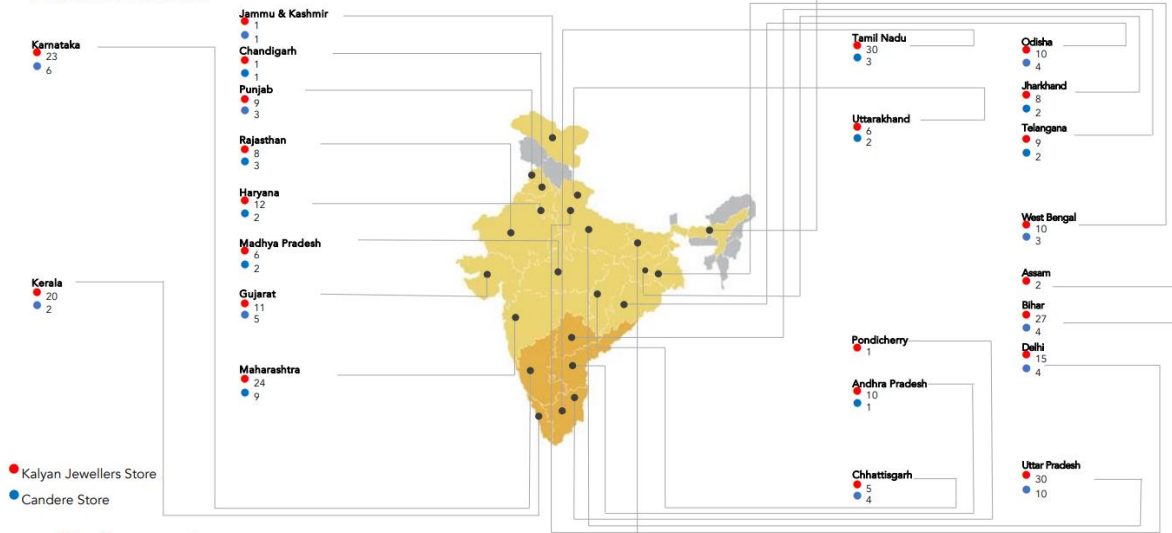 Jammu & Kashmir
1
1
Karnataka
23
6
Chandigarh
1
1
Punjab
9
3
Rajasthan
8
3
Haryana
12
2
Madhya Pradesh
6
2
Kerala
20
2
Gujarat
11
5
Maharashtra
24
9
Tamil Nadu
30
3
Uttarakhand
6
2
Pondicherry
1
Andhra Pradesh
10
1
Chhattisgarh
5
4
Odisha
10
4
Jharkhand
8
2
Telangana
9
2
West Bengal
10
3
Assam
2
Bihar
27
4
Delhi
15
4
Uttar Pradesh
30
10
Kalyan Jewellers Store
Candere Store